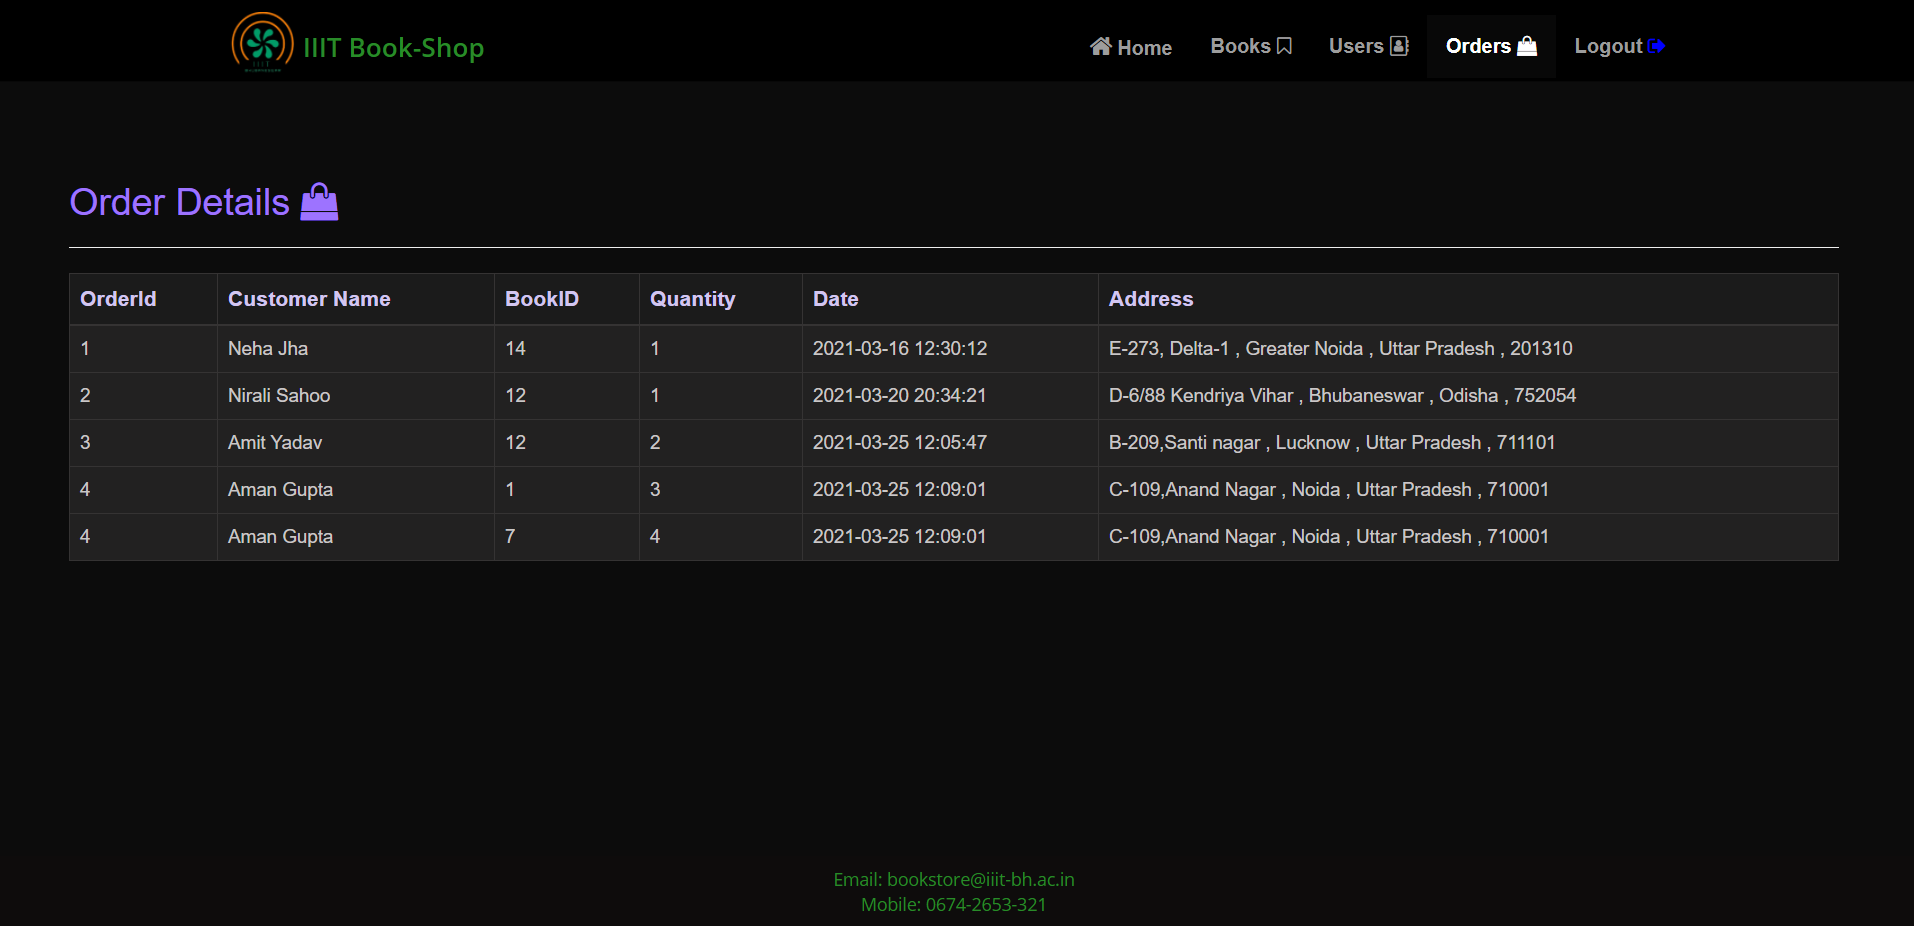 IIIT Book-Shop
Home Books Users Orders Logout
Order Details
OrderId Customer Name BookID Quantity Date Address
1 Neha Jha 14 1 2021-03-16 12:30:12 E-273, Delta-1 , Greater Noida , Uttar Pradesh , 201310
2 Nirali Sahoo 12 1 2021-03-20 20:34:21 D-6/88 Kendriya Vihar , Bhubaneswar , Odisha , 752054
3 Amit Yadav 12 2 2021-03-25 12:05:47 B-209,Santi nagar , Lucknow , Uttar Pradesh , 711101
4 Aman Gupta 1 3 2021-03-25 12:09:01 C-109,Anand Nagar , Noida , Uttar Pradesh , 710001
4 Aman Gupta 7 4 2021-03-25 12:09:01 C-109,Anand Nagar , Noida , Uttar Pradesh , 710001
Email: bookstore@iiit-bh.ac.in
Mobile: 0674-2653-321